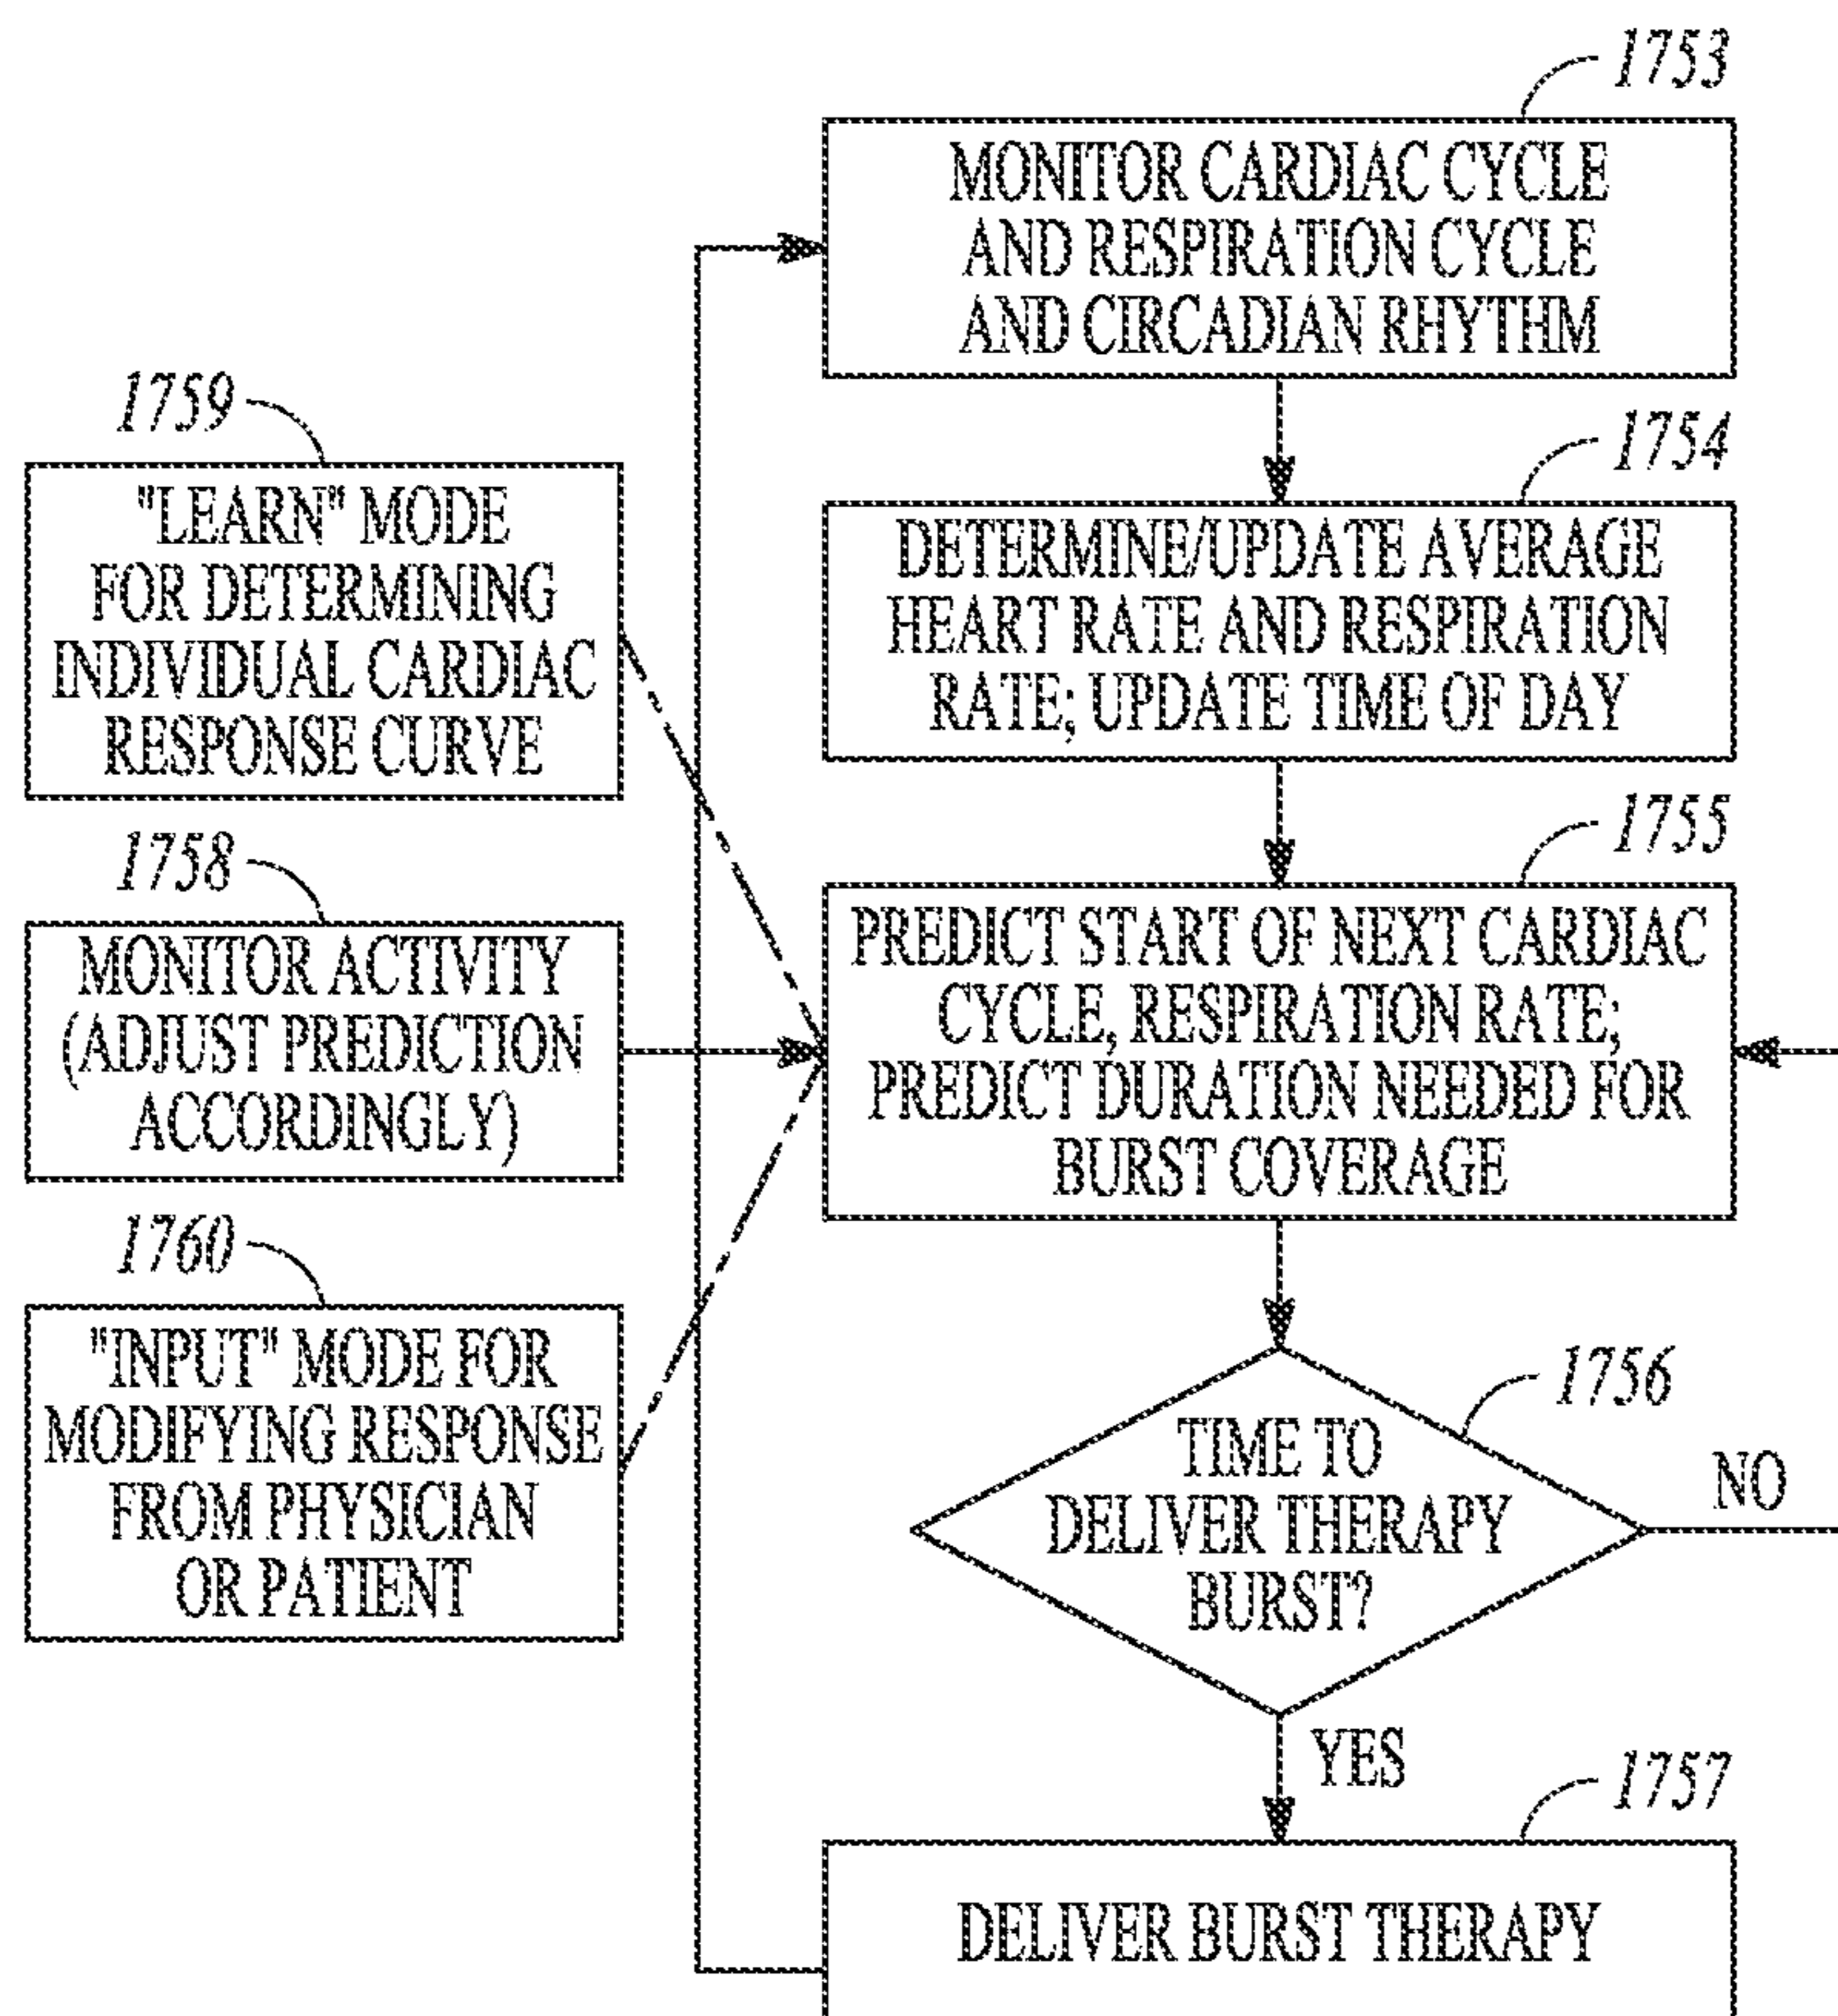 1753
MONITOR CARDIAC CYCLE
AND RESPIRATION CYCLE
AND CIRCADIAN RHYTHM
1754
DETERMINE/UPDATE AVERAGE
HEART RATE AND RESPIRATION
RATE; UPDATE TIME OF DAY
1759
"LEARN" MODE
FOR DETERMINING
INDIVIDUAL CARDIAC
RESPONSE CURVE
1755
PREDICT START OF NEXT CARDIAC
CYCLE, RESPIRATION RATE;
PREDICT DURATION NEEDED FOR
BURST COVERAGE
1758
MONITOR ACTIVITY
(ADJUST PREDICTION
ACCORDINGLY)
1760
"INPUT" MODE FOR
MODIFYING RESPONSE
FROM PHYSICIAN
OR PATIENT
1756
TIME TO
DELIVER THERAPY
BURST?
NO
YES
1757
DELIVER BURST THERAPY